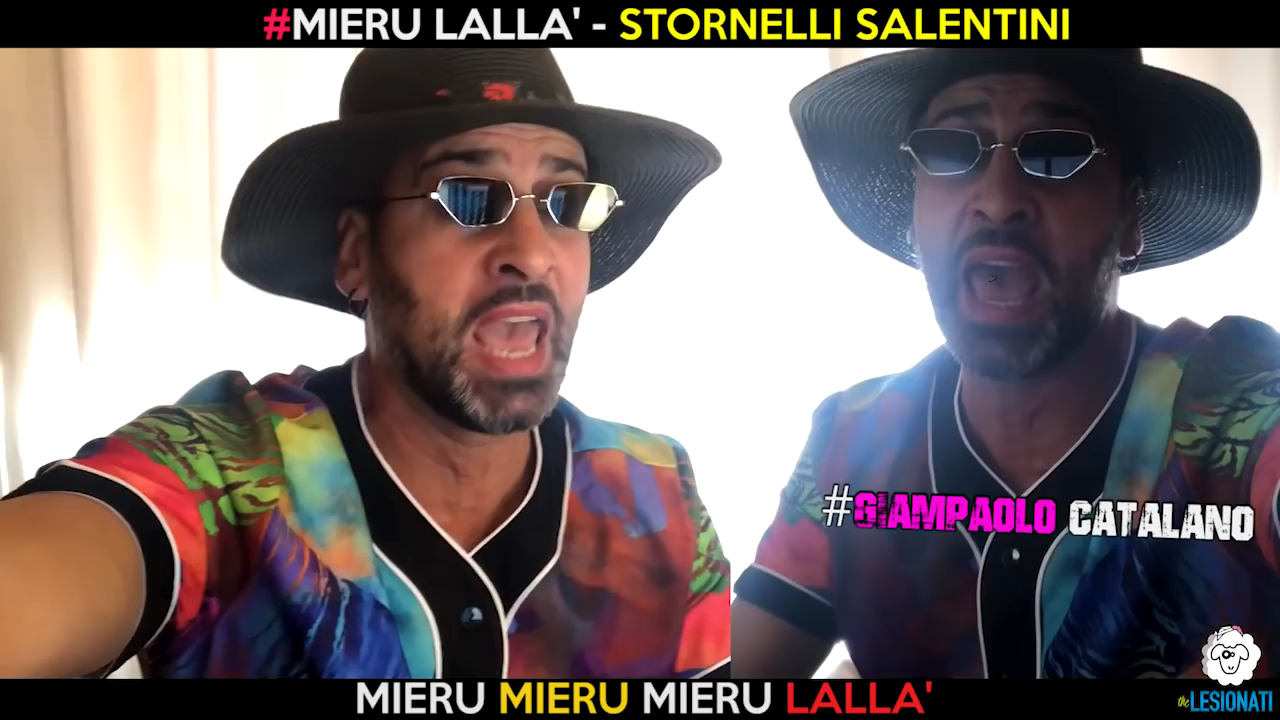 #MIERU LALLA' - STORNELLI SALENTINI
#GIAMPAOLO CATALANO
the LESIONATI
MIERU MIERU MIERU LALLA'